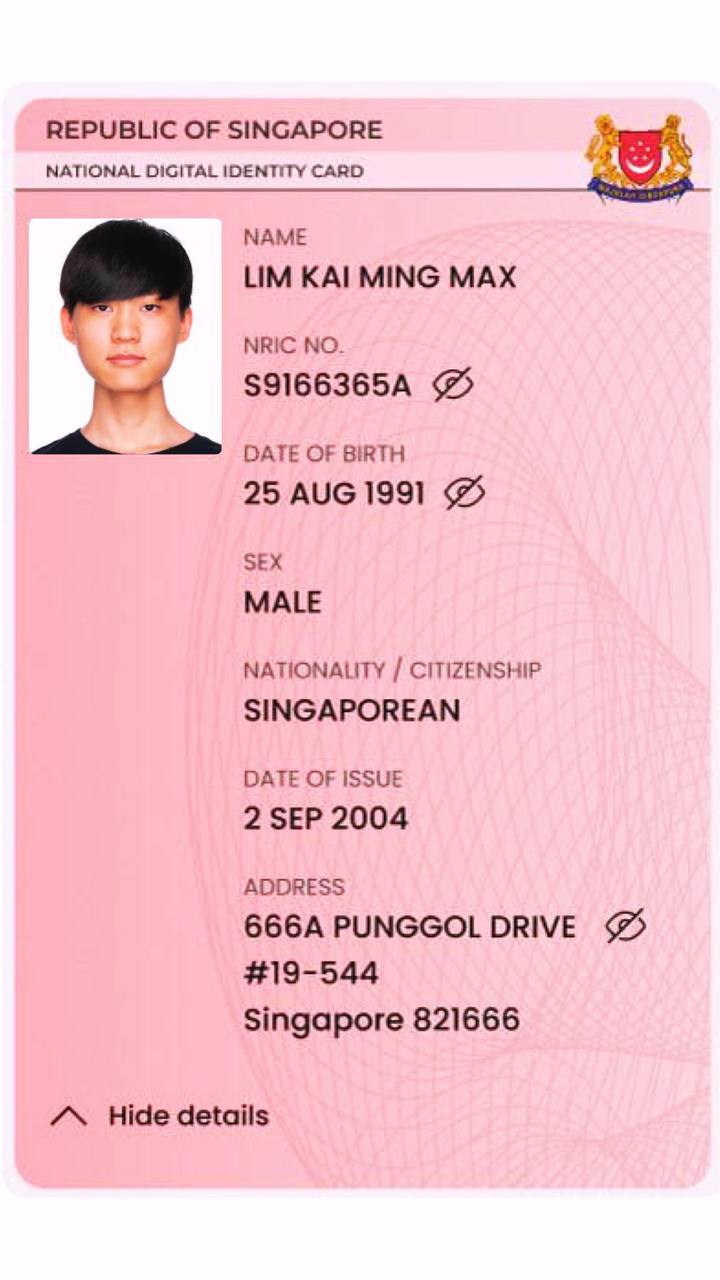 REPUBLIC OF SINGAPORE
NATIONAL DIGITAL IDENTITY CARD
NAME
LIM KAI MING MAX
NRIC NO.
S9166365A
DATE OF BIRTH
25 AUG 1991
SEX
MALE
NATIONALITY / CITIZENSHIP
SINGAPOREAN
DATE OF ISSUE
2 SEP 2004
ADDRESS
666A PUNGGOL DRIVE
#19-544
Singapore 821666
Hide details